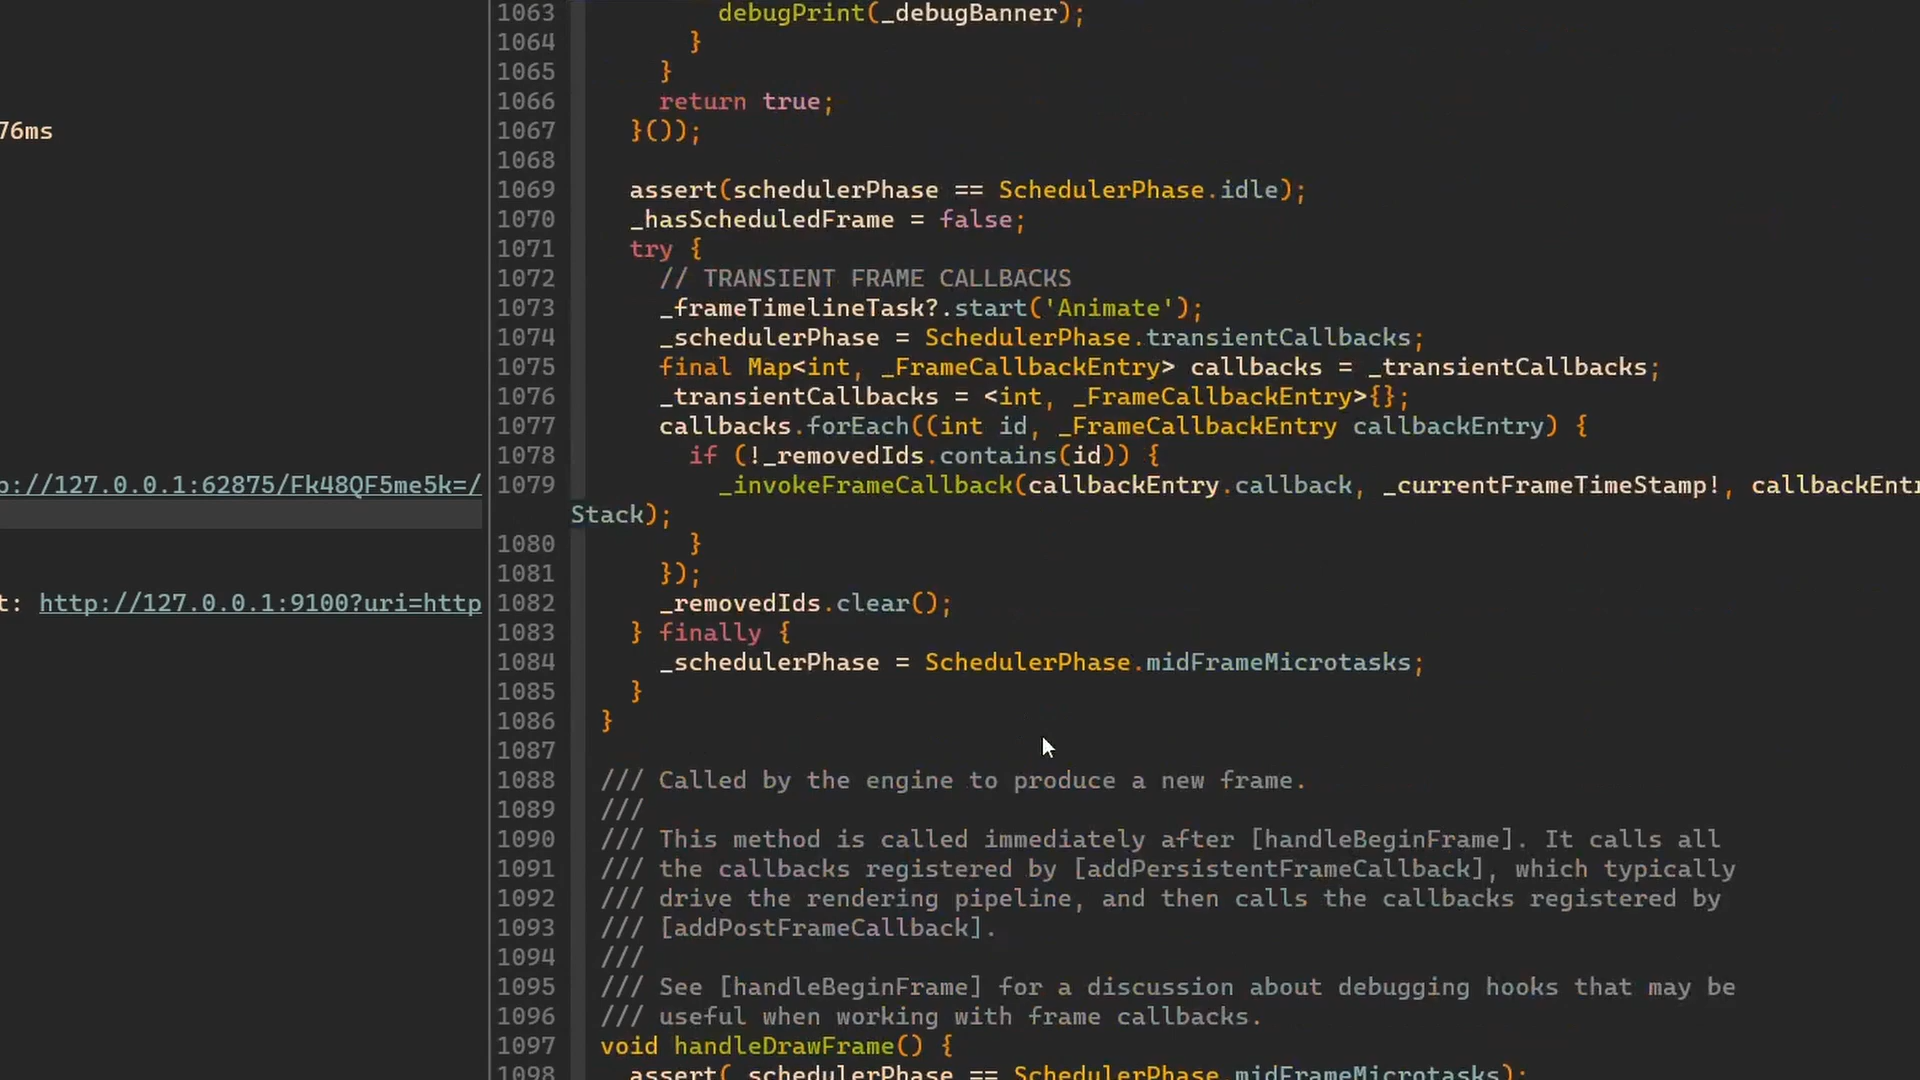 76ms
p://127.0.0.1:62875/Fk48QF5me5k=/
t: http://127.0.0.1:9100?uri=http
1063 debugPrint(_debugBanner);
1064 }
1065 }
1066 return true;
1067 }());
1068
1069 assert(schedulerPhase == SchedulerPhase.idle);
1070 _hasScheduledFrame = false;
1071 try {
1072 // TRANSIENT FRAME CALLBACKS
1073 _frameTimelineTask?.start('Animate');
1074 _schedulerPhase = SchedulerPhase.transientCallbacks;
1075 final Map<int, _FrameCallbackEntry> callbacks = _transientCallbacks;
1076 _transientCallbacks = <int, _FrameCallbackEntry>{};
1077 callbacks.forEach((int id, _FrameCallbackEntry callbackEntry) {
1078 if (!_removedIds.contains(id)) {
1079 _invokeFrameCallback(callbackEntry.callback, _currentFrameTimeStamp!, callbackEntr
Stack);
1080 }
1081 });
1082 _removedIds.clear();
1083 } finally {
1084 _schedulerPhase = SchedulerPhase.midFrameMicrotasks;
1085 }
1086 }
1087
1088 /// Called by the engine to produce a new frame.
1089 ///
1090 /// This method is called immediately after [handleBeginFrame]. It calls all
1091 /// the callbacks registered by [addPersistentFrameCallback], which typically
1092 /// drive the rendering pipeline, and then calls the callbacks registered by
1093 /// [addPostFrameCallback].
1094 ///
1095 /// See [handleBeginFrame] for a discussion about debugging hooks that may be
1096 /// useful when working with frame callbacks.
1097 void handleDrawFrame() {
1098 assert(_schedulerPhase == SchedulerPhase.midFrameMicrotasks);